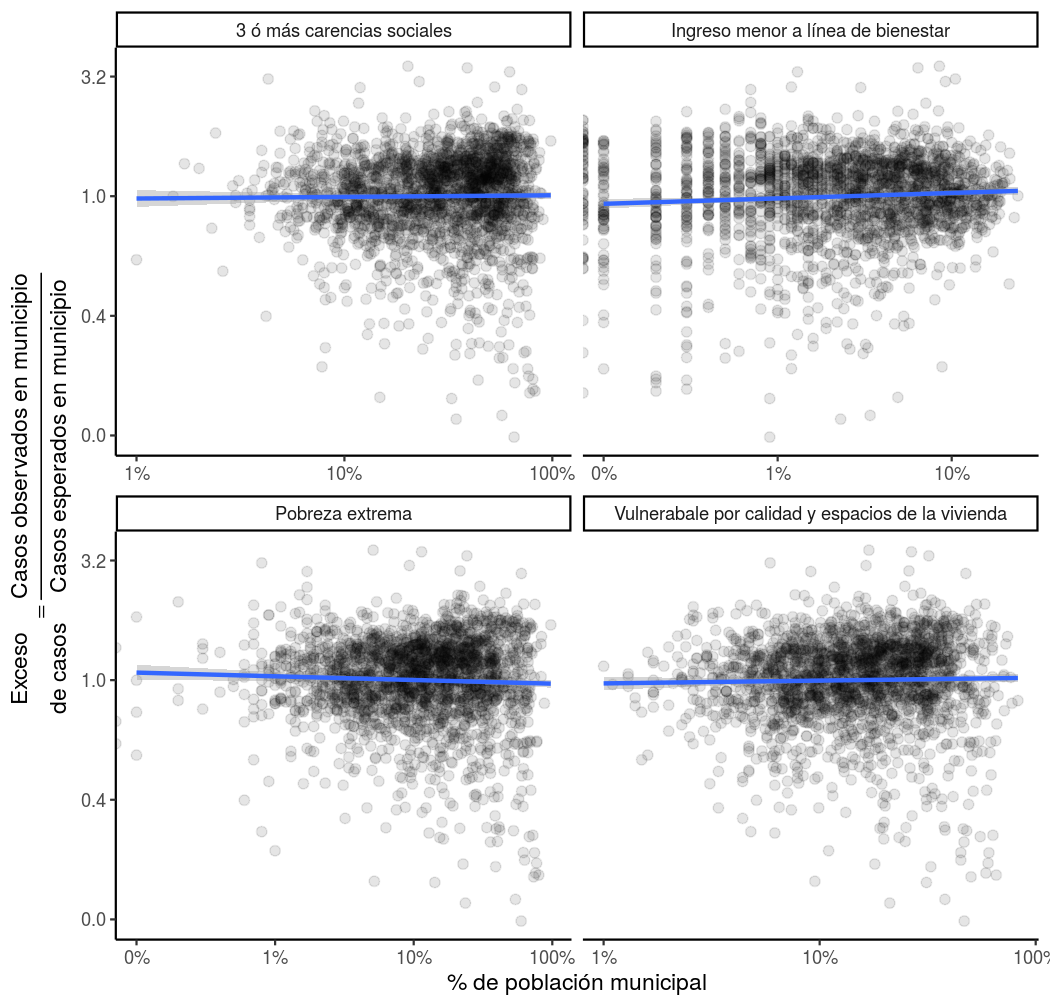 3 ó más carencias sociales
Ingreso menor a línea de bienestar
3.2
1.0
0.4
0.0
1%
10%
100%
0%
1%
10%
Pobreza extrema
Vulnerabale por calidad y espacios de la vivienda
3.2
1.0
0.4
0.0
0%
1%
10%
100%
1%
10%
100%
% de población municipal
Exceso
de casos
=
Casos observados en municipio
Casos esperados en municipio